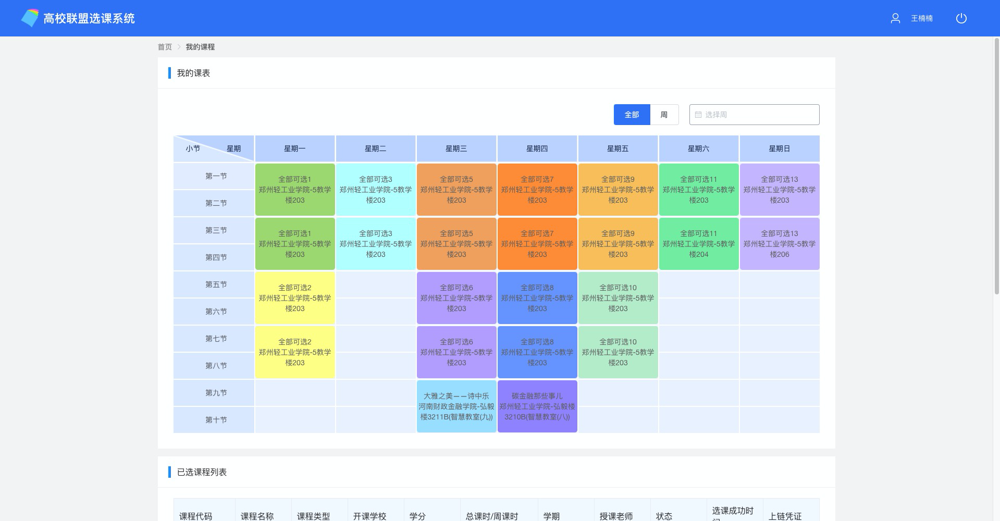 高校联盟选课系统
王楠楠
首页 > 我的课程
我的课表
全部 周 选择周
小节 星期 星期一 星期二 星期三 星期四 星期五 星期六 星期日
第一节
第二节
全部可选1
郑州轻工业学院-5教学
楼203
全部可选3
郑州轻工业学院-5教学
楼203
全部可选5
郑州轻工业学院-5教学
楼203
全部可选7
郑州轻工业学院-5教学
楼203
全部可选9
郑州轻工业学院-5教学
楼203
全部可选11
郑州轻工业学院-5教学
楼203
全部可选13
郑州轻工业学院-5教学
楼203
第三节
第四节
全部可选1
郑州轻工业学院-5教学
楼203
全部可选3
郑州轻工业学院-5教学
楼203
全部可选5
郑州轻工业学院-5教学
楼203
全部可选7
郑州轻工业学院-5教学
楼203
全部可选9
郑州轻工业学院-5教学
楼203
全部可选11
郑州轻工业学院-5教学
楼204
全部可选13
郑州轻工业学院-5教学
楼206
第五节
第六节
全部可选2
郑州轻工业学院-5教学
楼203
全部可选6
郑州轻工业学院-5教学
楼203
全部可选8
郑州轻工业学院-5教学
楼203
全部可选10
郑州轻工业学院-5教学
楼203
第七节
第八节
全部可选2
郑州轻工业学院-5教学
楼203
全部可选6
郑州轻工业学院-5教学
楼203
全部可选8
郑州轻工业学院-5教学
楼203
全部可选10
郑州轻工业学院-5教学
楼203
第九节
第十节
大雅之美——诗中乐
河南财政金融学院-弘毅
楼3211B(智慧教室(九))
碳金融那些事儿
郑州轻工业学院-弘毅楼
3210B(智慧教室(八))
已选课程列表
课程代码 课程名称 课程类型 开课学校 学分 总课时/周课时 学期 授课老师 状态 选课成功时 上链凭证